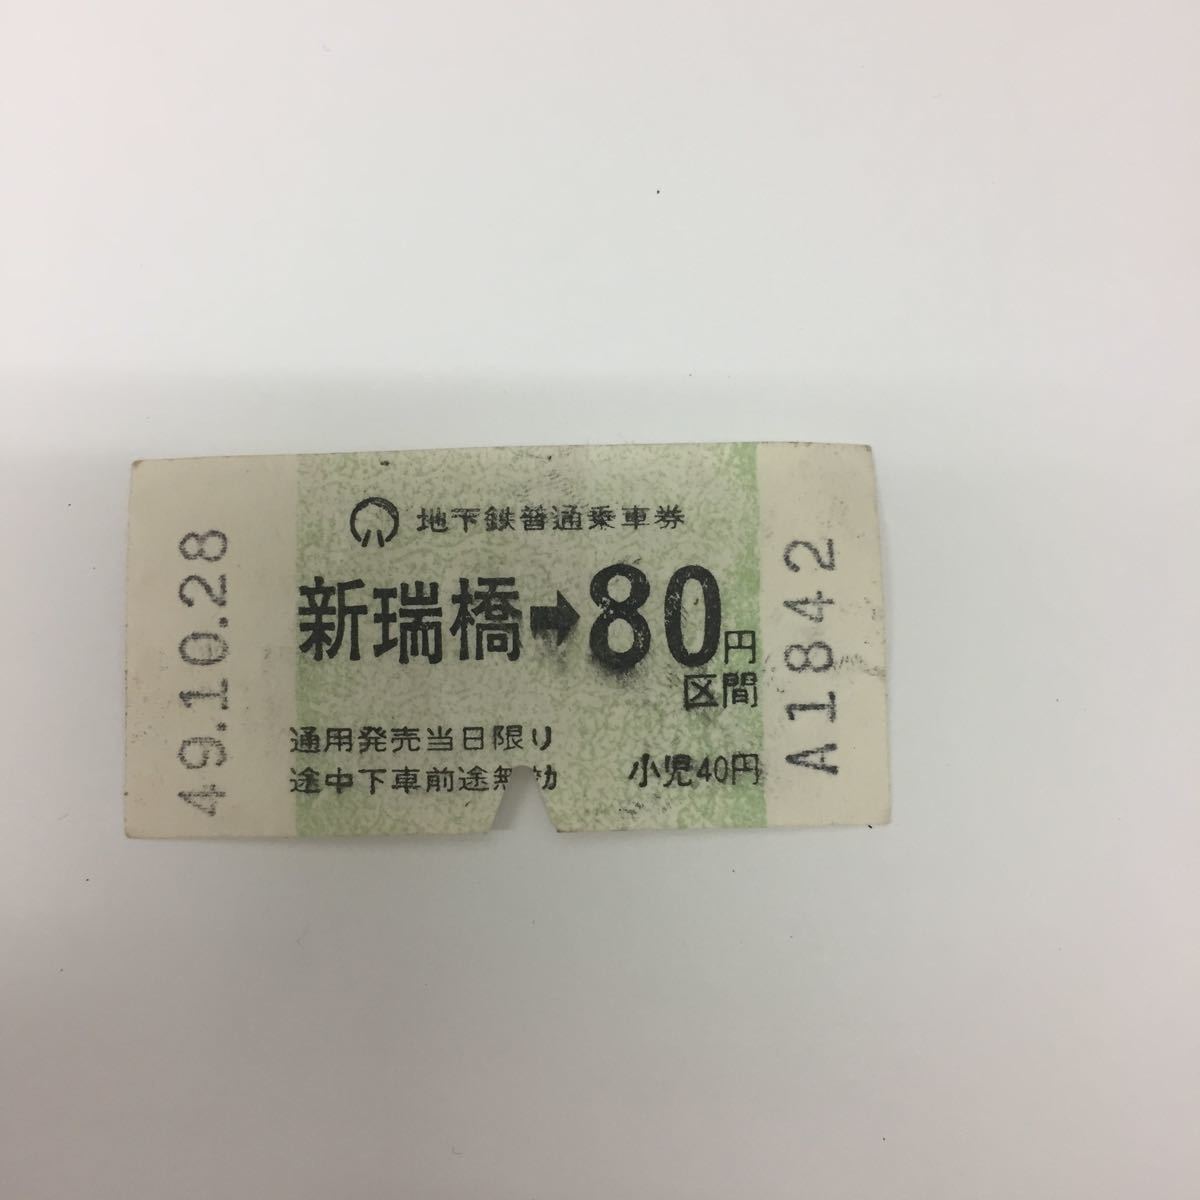 地下鉄普通乗車券
新瑞橋➡80円
区間
通用発売当日限り
途中下車前途無効 小児40円
49.10.28
A1842